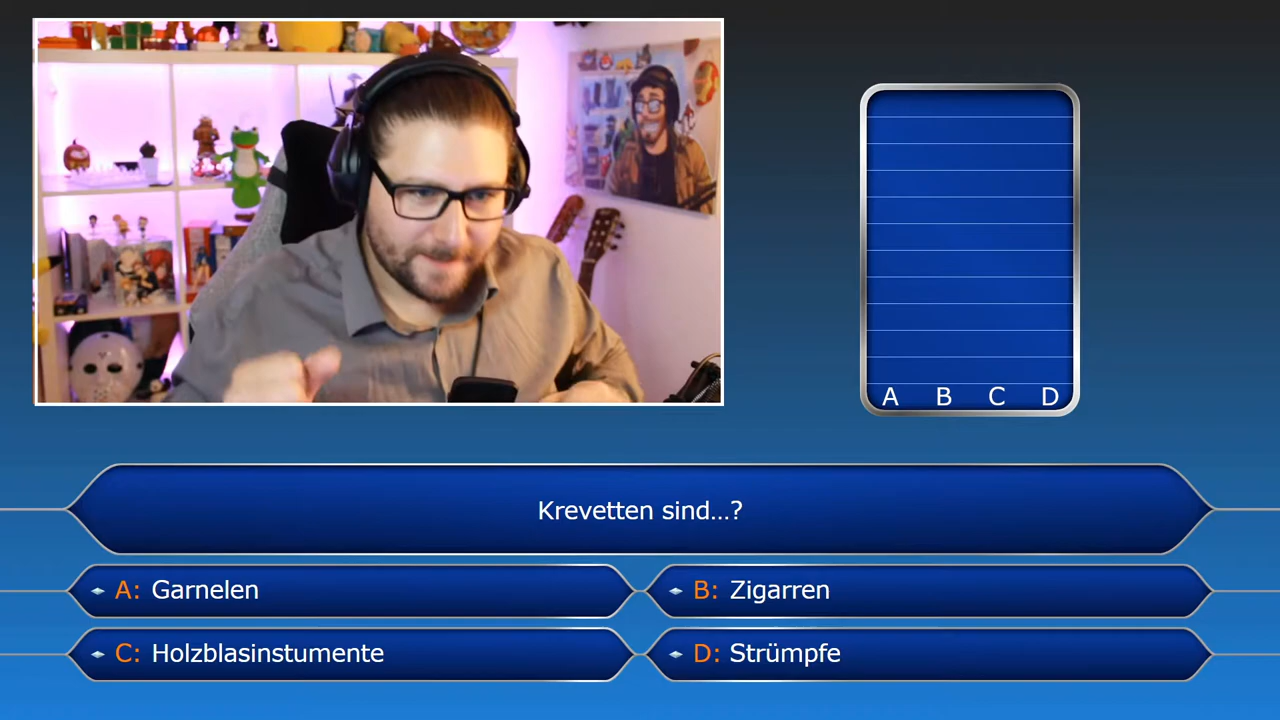 A B C D
Krevetten sind...?
A: Garnelen
B: Zigarren
C: Holzblasinstumente
D: Strümpfe